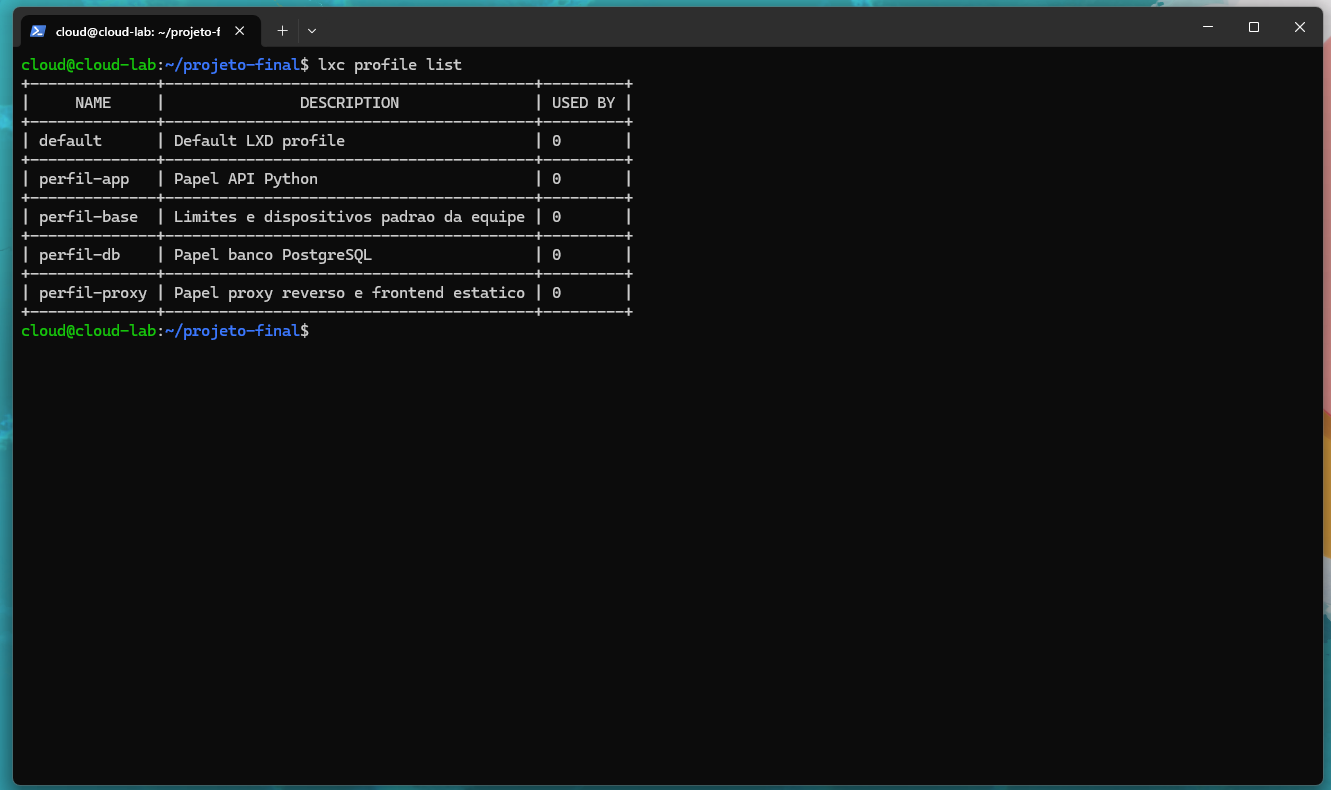 cloud@cloud-lab: ~/projeto-f
cloud@cloud-lab:~/projeto-final$ lxc profile list
+--------------+-----------------------------------------+---------+
|     NAME     |               DESCRIPTION               | USED BY |
+--------------+-----------------------------------------+---------+
| default      | Default LXD profile                     | 0       |
+--------------+-----------------------------------------+---------+
| perfil-app   | Papel API Python                        | 0       |
+--------------+-----------------------------------------+---------+
| perfil-base  | Limites e dispositivos padrao da equipe | 0       |
+--------------+-----------------------------------------+---------+
| perfil-db    | Papel banco PostgreSQL                  | 0       |
+--------------+-----------------------------------------+---------+
| perfil-proxy | Papel proxy reverso e frontend estatico | 0       |
+--------------+-----------------------------------------+---------+
cloud@cloud-lab:~/projeto-final$